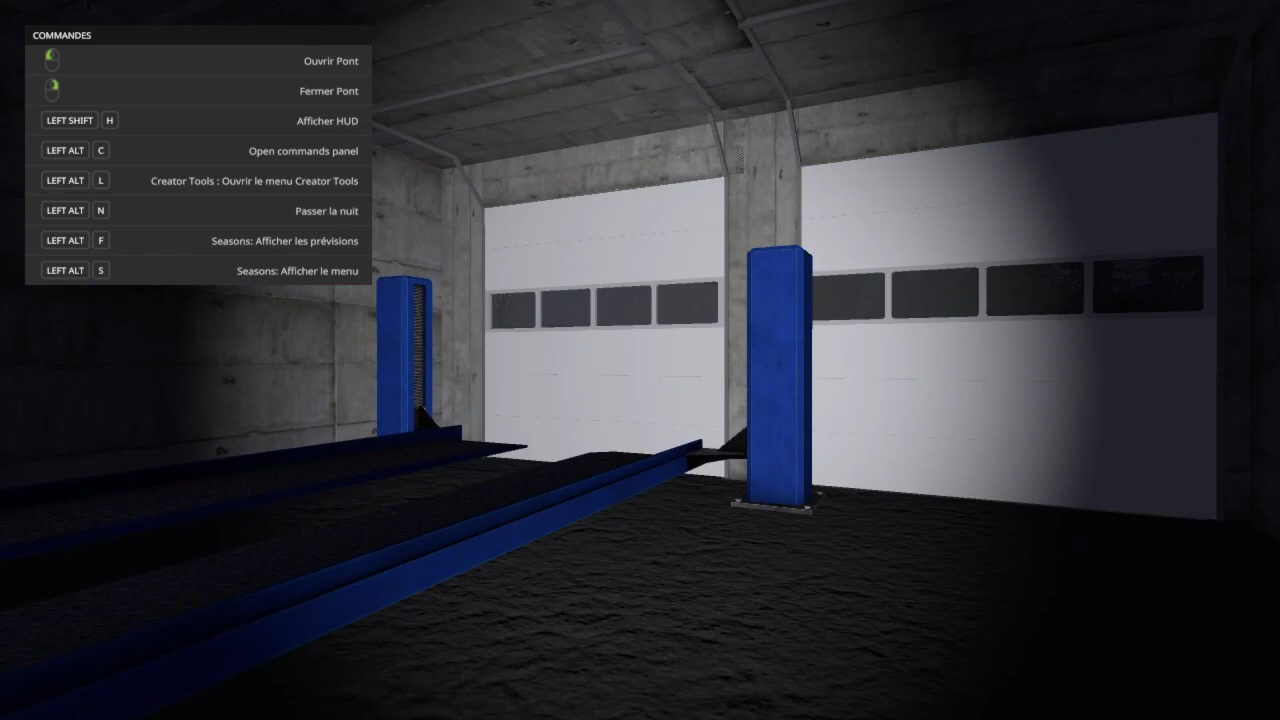 COMMANDES
Ouvrir Pont
Fermer Pont
LEFT SHIFT H Afficher HUD
LEFT ALT C Open commands panel
LEFT ALT L Creator Tools : Ouvrir le menu Creator Tools
LEFT ALT N Passer la nuit
LEFT ALT F Seasons: Afficher les prévisions
LEFT ALT S Seasons: Afficher le menu